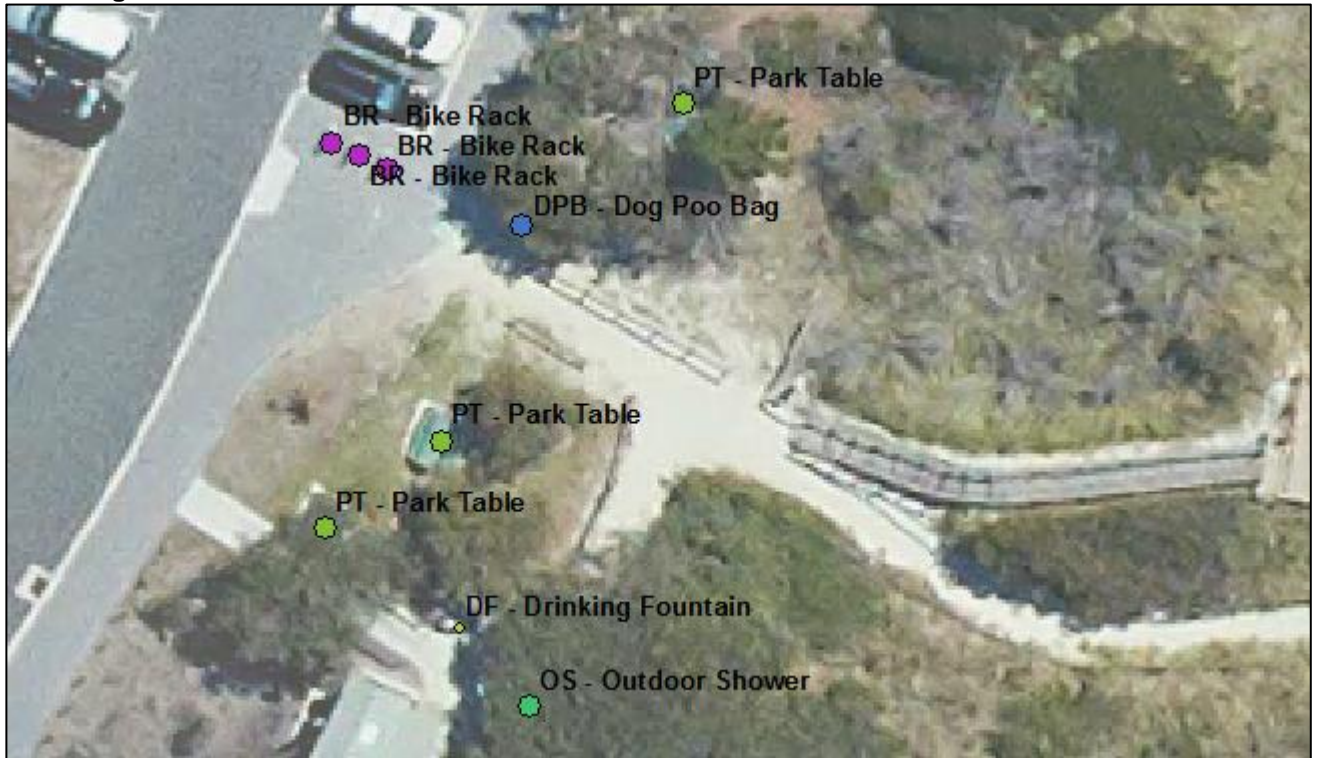 PT - Park Table
BR - Bike Rack
BR - Bike Rack
BR - Bike Rack
DPB - Dog Poo Bag
PT - Park Table
PT - Park Table
DF - Drinking Fountain
OS - Outdoor Shower